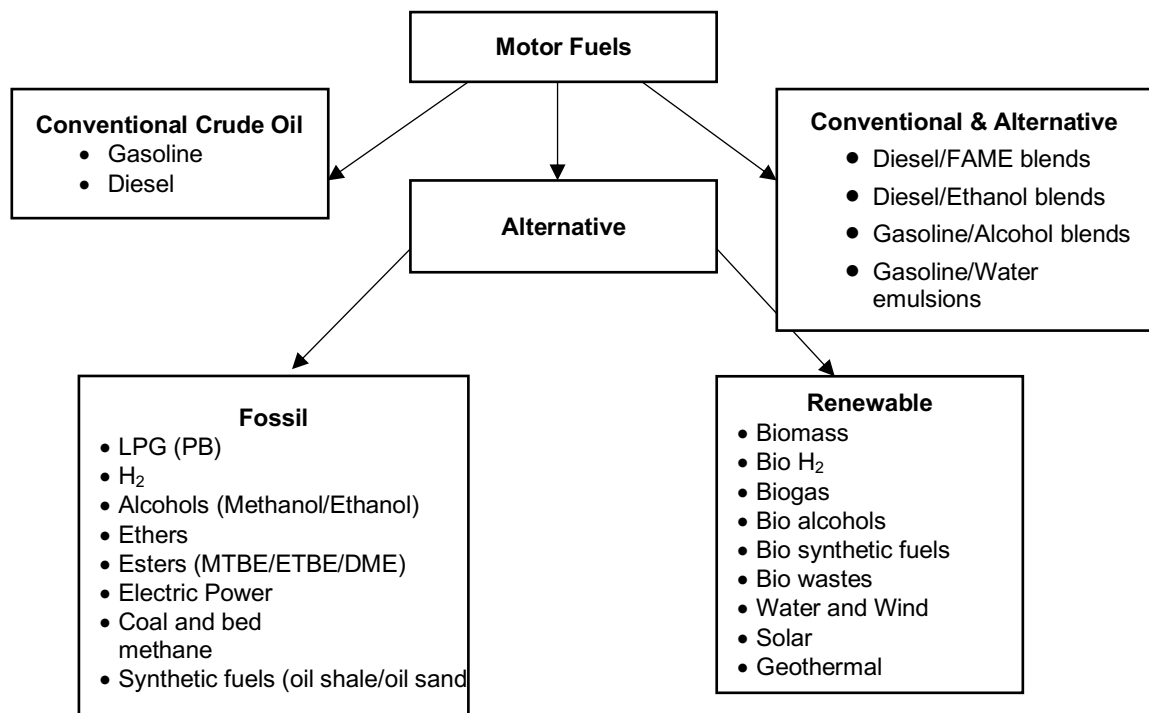 Motor Fuels
Conventional Crude Oil
• Gasoline
• Diesel
Conventional & Alternative
• Diesel/FAME blends
• Diesel/Ethanol blends
• Gasoline/Alcohol blends
• Gasoline/Water
emulsions
Alternative
Fossil
• LPG (PB)
• H₂
• Alcohols (Methanol/Ethanol)
• Ethers
• Esters (MTBE/ETBE/DME)
• Electric Power
• Coal and bed
methane
• Synthetic fuels (oil shale/oil sand
Renewable
• Biomass
• Bio H₂
• Biogas
• Bio alcohols
• Bio synthetic fuels
• Bio wastes
• Water and Wind
• Solar
• Geothermal